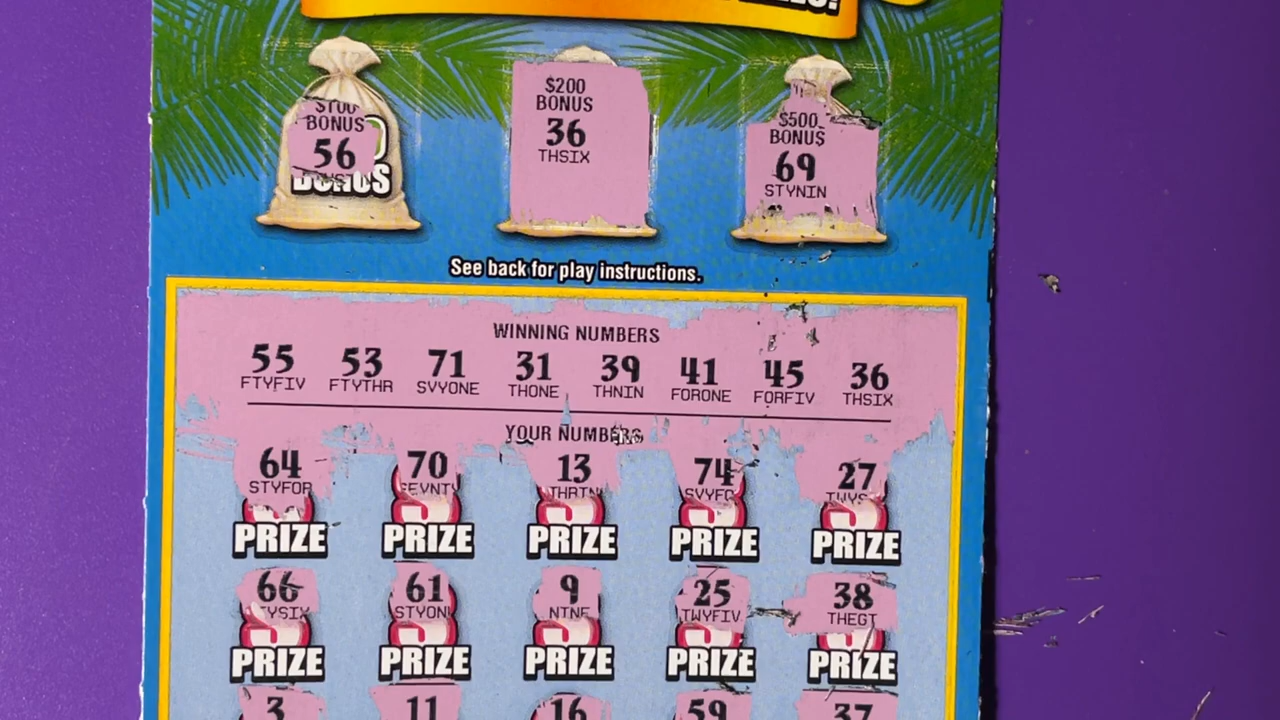 $100
BONUS
56
BONUS
$200
BONUS
36
THSIX
$500
BONUS
69
STYNIN
See back for play instructions.
WINNING NUMBERS
55 53 71 31 39 41 45 36
FTYFIV FTYTHR SVYONE THONE THNIN FORONE FORFIV THSIX
YOUR NUMBERS
64 70 13 74 27
STYFOR
PRIZE PRIZE PRIZE PRIZE PRIZE
66 61 9 25 38
TWYFIV THEGT
PRIZE PRIZE PRIZE PRIZE PRIZE
3 11 16 59 37